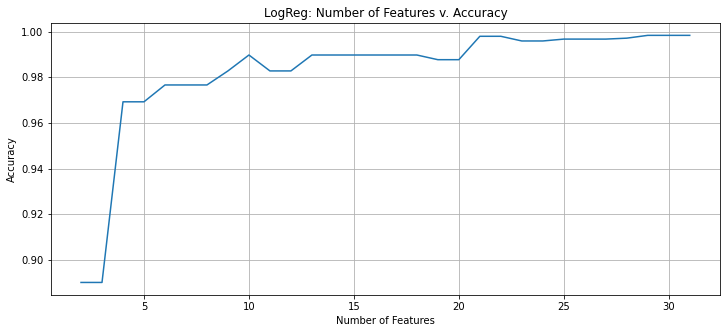 LogReg: Number of Features v. Accuracy
1.00
0.98
0.96
0.94
0.92
0.90
Accuracy
5 10 15 20 25 30
Number of Features